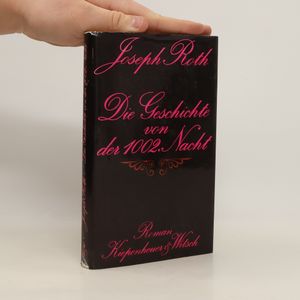 Joseph Roth
Die Geschichte
von
der 1002. Nacht
Roman
Kiepenheuer & Witsch